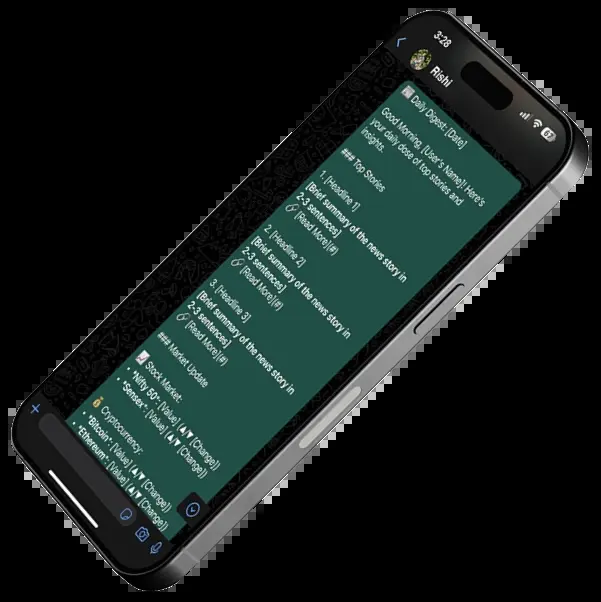 3:28
67
Rishi
Daily Digest: [Date]
Good Morning, [User's Name]! Here's
your daily dose of top stories and
insights.
### Top Stories
1. [Headline 1]
[Brief summary of the news story in
2-3 sentences]
[Read More](#)
2. [Headline 2]
[Brief summary of the news story in
2-3 sentences]
[Read More](#)
3. [Headline 3]
[Brief summary of the news story in
2-3 sentences]
[Read More](#)
### Market Update
Stock Market:
• *Nifty 50*: [Value] (▲/▼ [Change])
• *Sensex*: [Value] (▲/▼ [Change])
Cryptocurrency:
• *Bitcoin*: [Value] (▲/▼ [Change])
• *Ethereum*: [Value] (▲/▼ [Change])